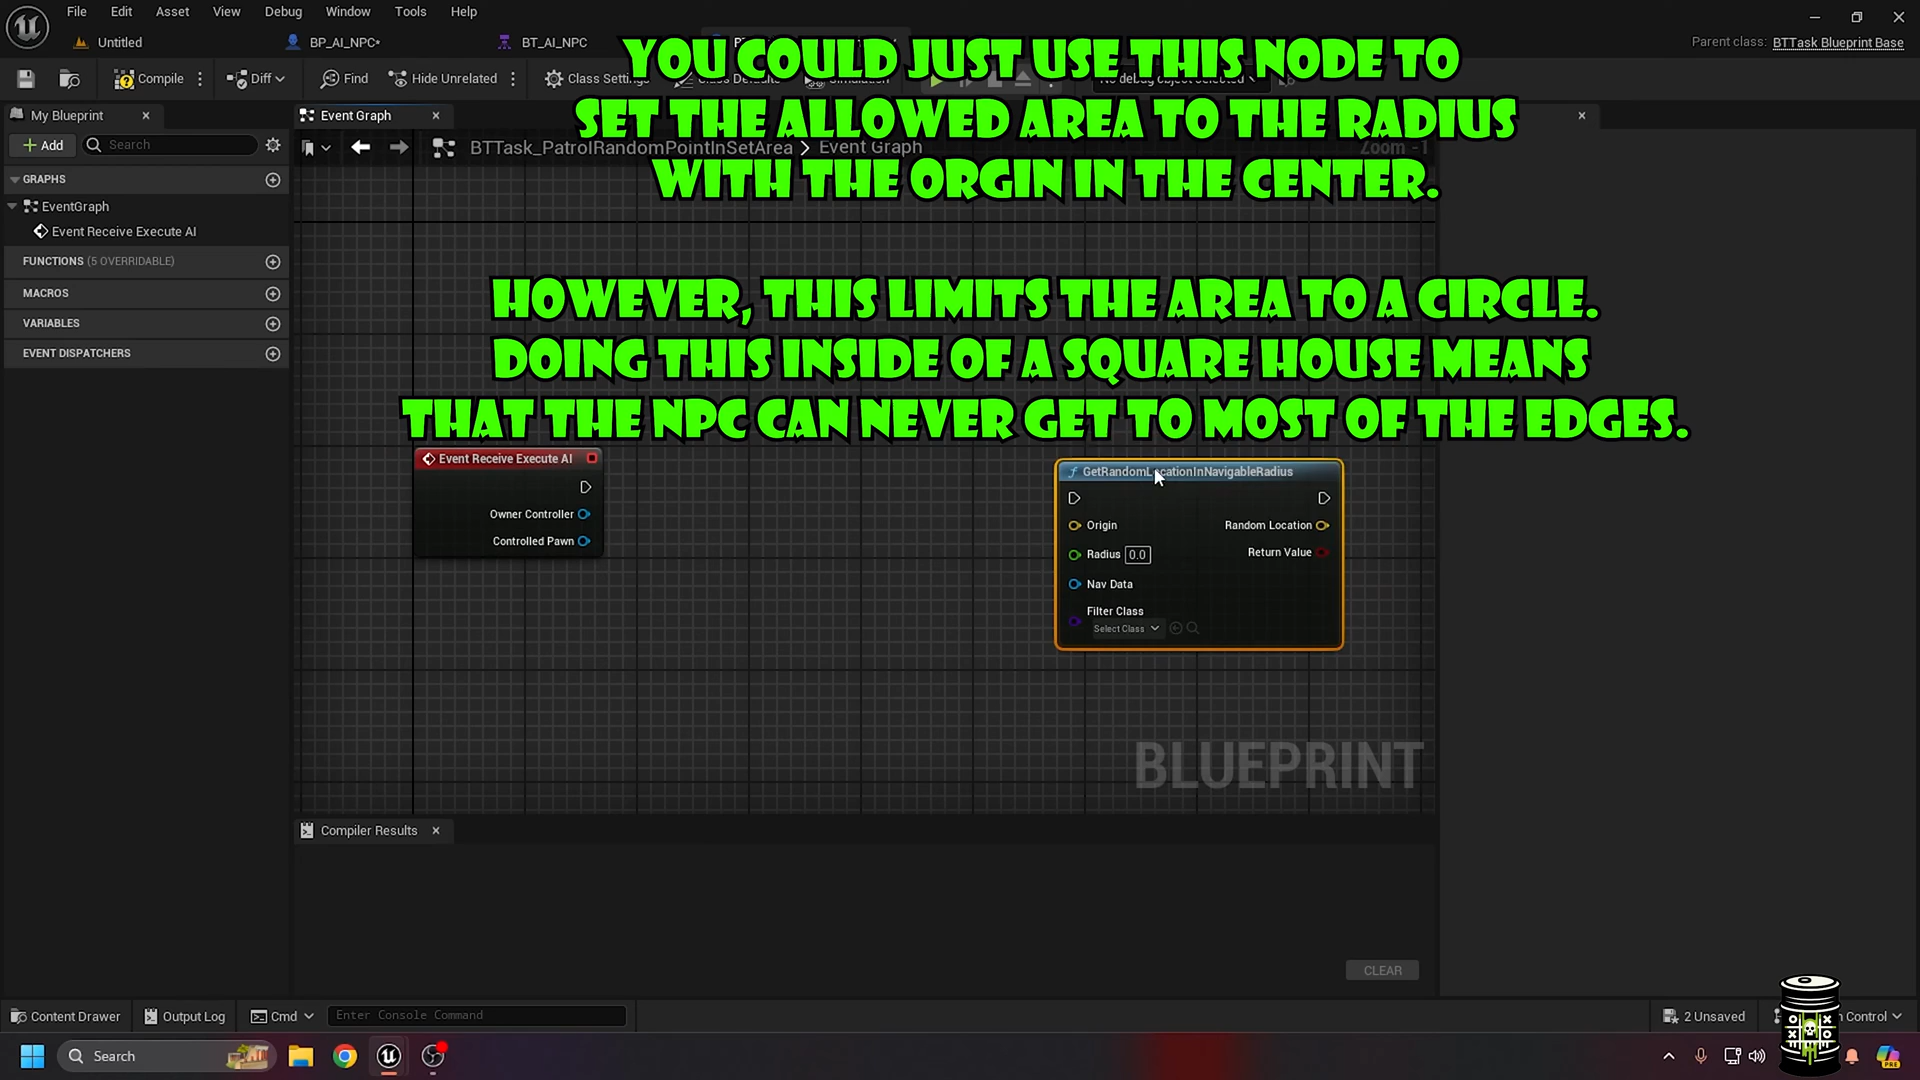 File Edit Asset View Debug Window Tools Help
Untitled BP_AI_NPC* BT_AI_NPC
Parent class: BTTask Blueprint Base
YOU COULD JUST USE THIS NODE TO
SET THE ALLOWED AREA TO THE RADIUS
WITH THE ORGIN IN THE CENTER.
Compile Diff Find Hide Unrelated Class Settings
My Blueprint
Event Graph
Add Search
BTTask_PatrolRandomPointInSetArea > Event Graph
Zoom -1
GRAPHS
EventGraph
Event Receive Execute AI
FUNCTIONS (5 OVERRIDABLE)
MACROS
VARIABLES
EVENT DISPATCHERS
HOWEVER, THIS LIMITS THE AREA TO A CIRCLE.
DOING THIS INSIDE OF A SQUARE HOUSE MEANS
THAT THE NPC CAN NEVER GET TO MOST OF THE EDGES.
Event Receive Execute AI
Owner Controller
Controlled Pawn
GetRandomLocationInNavigableRadius
Origin
Random Location
Radius 0.0
Return Value
Nav Data
Filter Class
Select Class
BLUEPRINT
Compiler Results
CLEAR
Content Drawer Output Log Cmd Enter Console Command
2 Unsaved
Control
Search
PRE